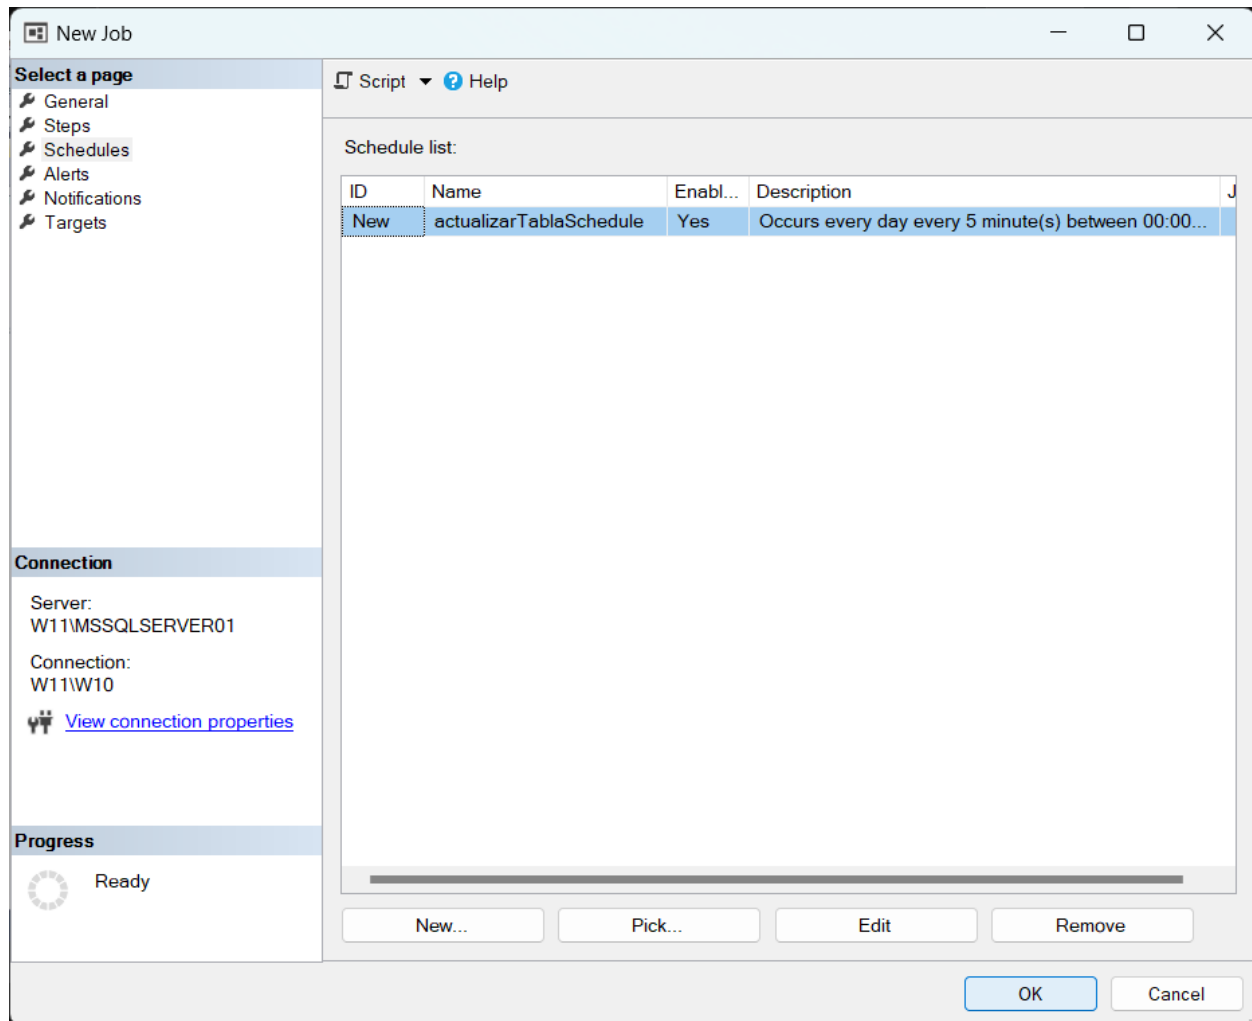 New Job
Select a page
General
Steps
Schedules
Alerts
Notifications
Targets
Script
Help
Schedule list:
ID Name Enabl... Description J
New actualizarTablaSchedule Yes Occurs every day every 5 minute(s) between 00:00...
Connection
Server:
W11\MSSQLSERVER01
Connection:
W11\W10
View connection properties
Progress
Ready
New... Pick... Edit Remove
OK Cancel